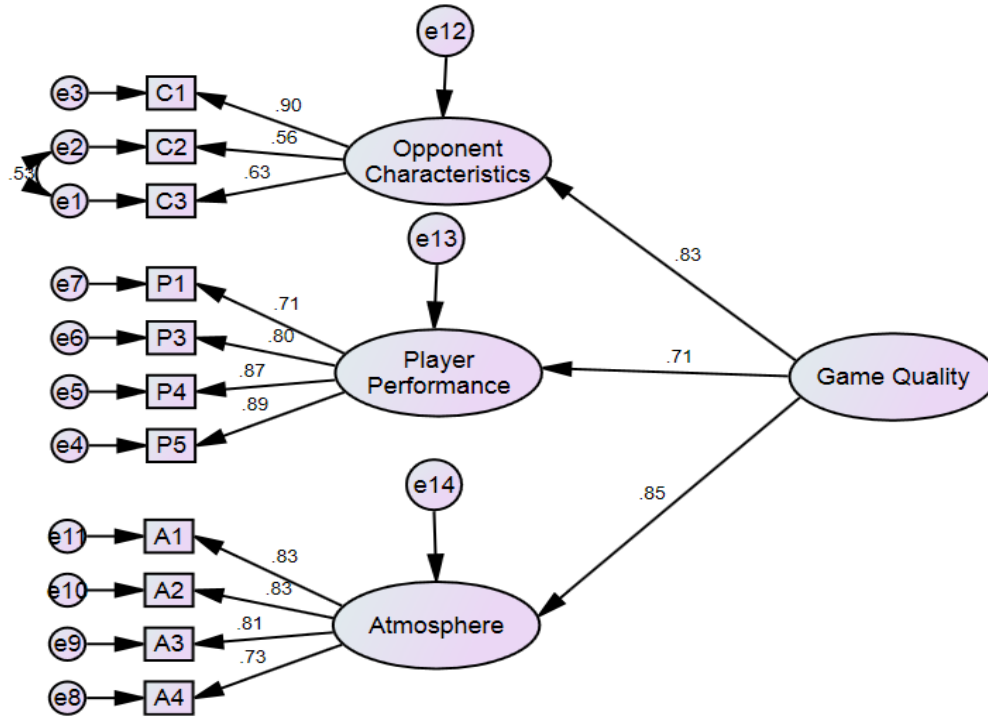 e12
e3
C1
.90
e2
C2
.56
Opponent
Characteristics
.53
e1
C3
.63
e13
.83
e7
P1
.71
e6
P3
.80
Player
Performance
.71
Game Quality
e5
P4
.87
e4
P5
.89
e14
.85
e11
A1
.83
e10
A2
.83
Atmosphere
e9
A3
.81
e8
A4
.73